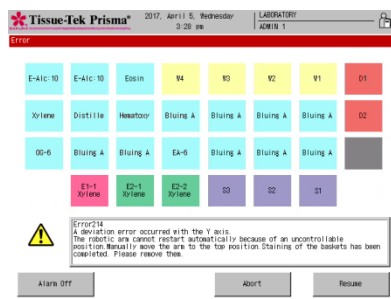 Tissue-Tek Prisma®
2017, April 5, Wednesday
3:28 pm
LABORATORY
ADMIN 1
Error
E-Alc:10 E-Alc:10 Eosin W4 W3 W2 W1 D1
Xylene Distille Hematoxy Bluing A Bluing A Bluing A Bluing A D2
OG-6 Bluing A Bluing A EA-6 Bluing A Bluing A Bluing A
E1-1 Xylene E2-1 Xylene E2-2 Xylene S3 S2 S1
Error214
A deviation error occurred with the Y axis.
The robotic arm cannot restart automatically because of an uncontrollable
position.Manually move the arm to the top position.Staining of the baskets has been
completed. Please remove them.
Alarm Off Abort Resume